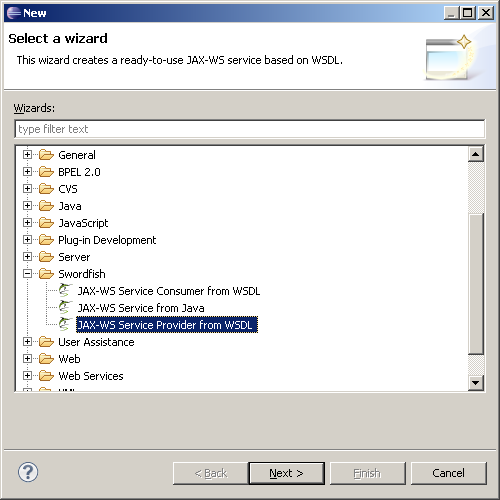 New
Select a wizard
This wizard creates a ready-to-use JAX-WS service based on WSDL.
Wizards:
type filter text
General
BPEL 2.0
CVS
Java
JavaScript
Plug-in Development
Server
Swordfish
JAX-WS Service Consumer from WSDL
JAX-WS Service from Java
JAX-WS Service Provider from WSDL
User Assistance
Web
Web Services
? < Back Next > Finish Cancel